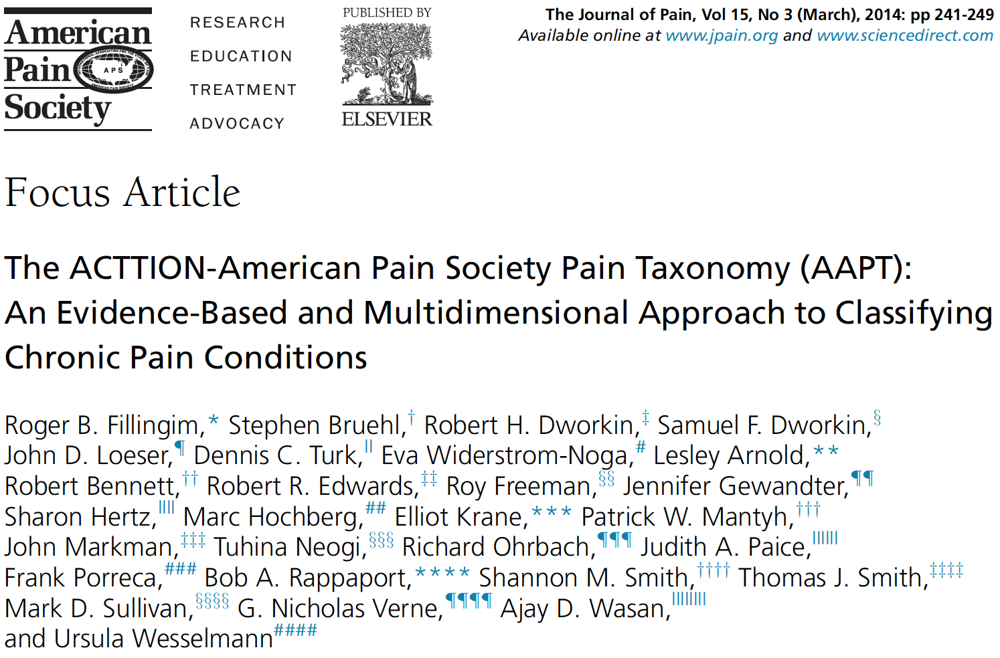 American
Pain
Society
APS
AMERICAN PAIN SOCIETY
RESEARCH
EDUCATION
TREATMENT
ADVOCACY
PUBLISHED BY
NON SOLUS
ELSEVIER
The Journal of Pain, Vol 15, No 3 (March), 2014: pp 241-249
Available online at www.jpain.org and www.sciencedirect.com
Focus Article
The ACTTION-American Pain Society Pain Taxonomy (AAPT):
An Evidence-Based and Multidimensional Approach to Classifying
Chronic Pain Conditions
Roger B. Fillingim,* Stephen Bruehl,† Robert H. Dworkin,‡ Samuel F. Dworkin,§
John D. Loeser,¶ Dennis C. Turk,|| Eva Widerstrom-Noga,# Lesley Arnold,**
Robert Bennett,†† Robert R. Edwards,‡‡ Roy Freeman,§§ Jennifer Gewandter,¶¶
Sharon Hertz,|||| Marc Hochberg,## Elliot Krane,*** Patrick W. Mantyh,†††
John Markman,‡‡‡ Tuhina Neogi,§§§ Richard Ohrbach,¶¶¶ Judith A. Paice,||||||
Frank Porreca,### Bob A. Rappaport,**** Shannon M. Smith,†††† Thomas J. Smith,‡‡‡‡
Mark D. Sullivan,§§§§ G. Nicholas Verne,¶¶¶¶ Ajay D. Wasan,||||||||
and Ursula Wesselmann####